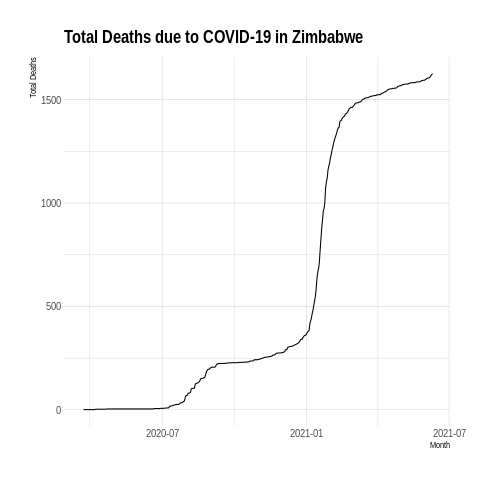 Total Deaths due to COVID-19 in Zimbabwe
Total Deaths
1500
1000
500
0
2020-07
2021-01
2021-07
Month